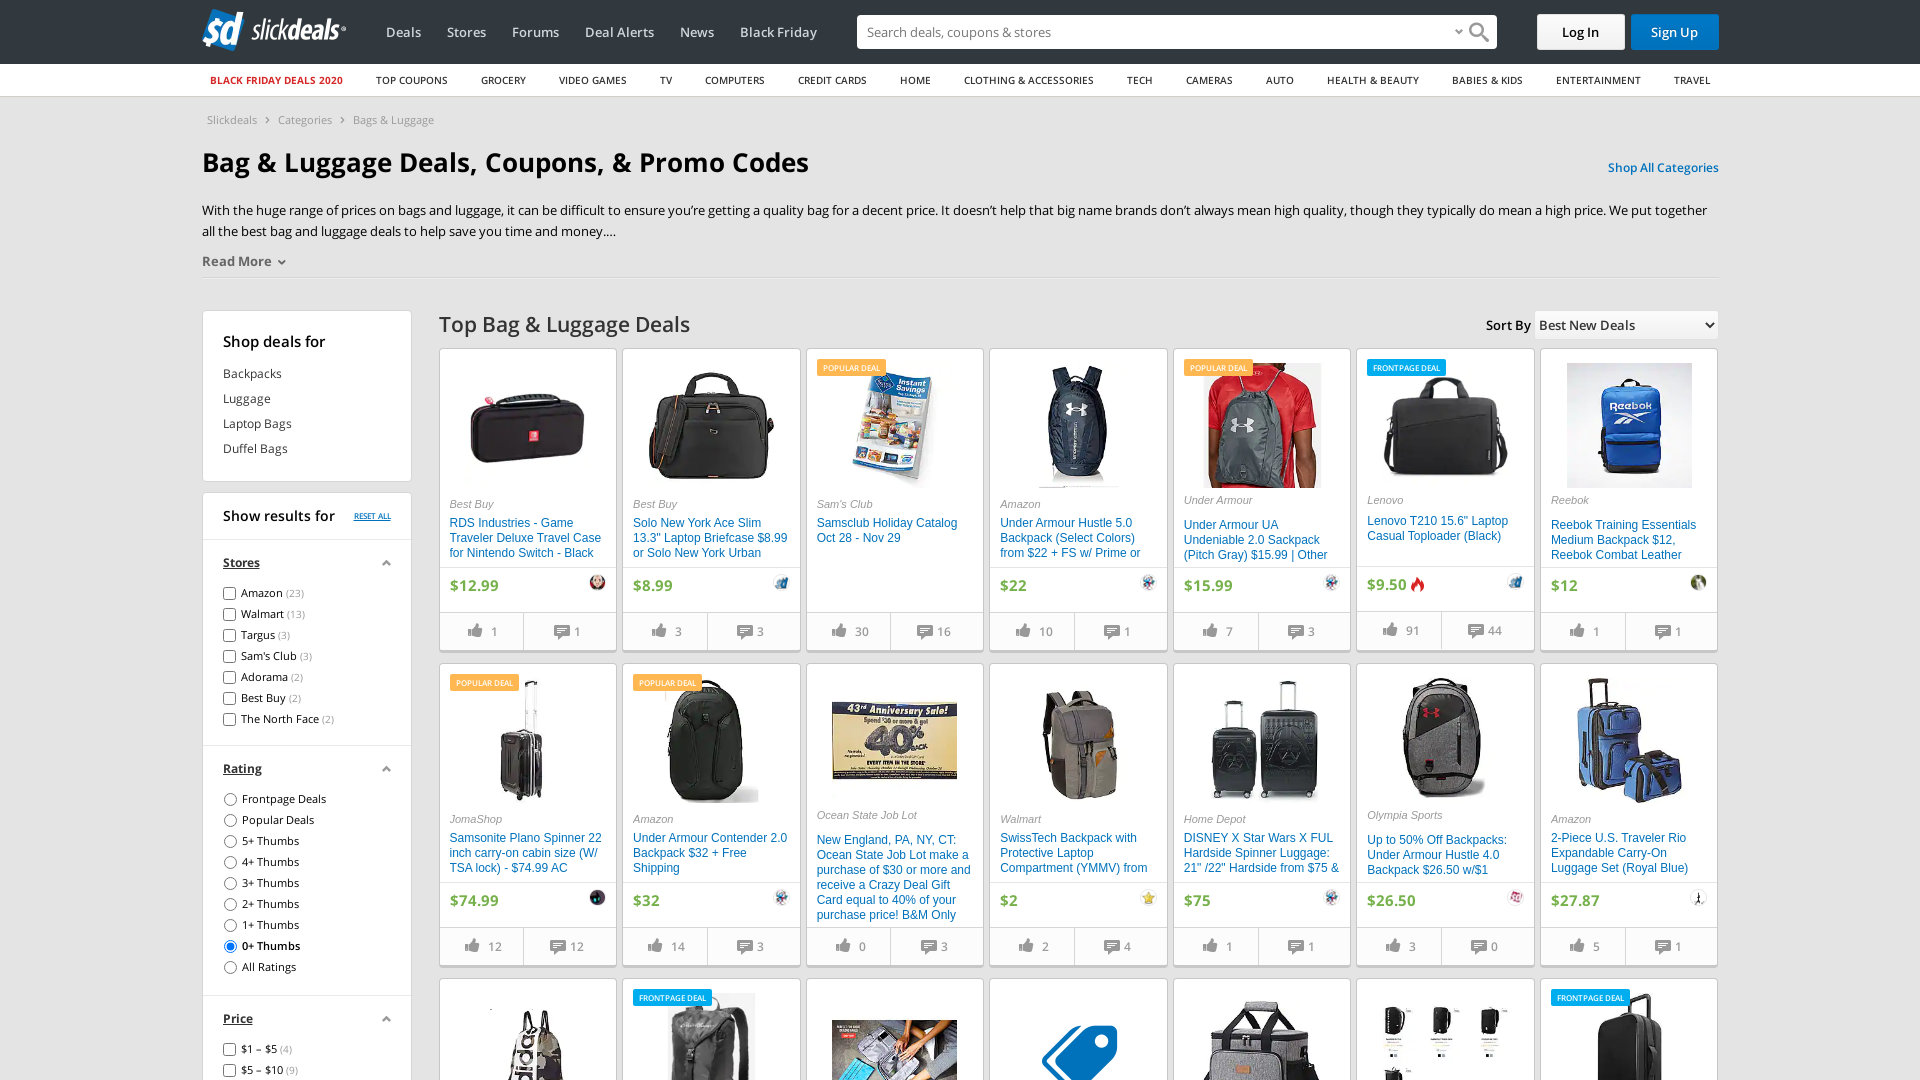 sd slickdeals
Deals
Stores
Forums
Deal Alerts
News
Black Friday
Search deals, coupons & stores
Log In
Sign Up
BLACK FRIDAY DEALS 2020
TOP COUPONS
GROCERY
VIDEO GAMES
TV
COMPUTERS
CREDIT CARDS
HOME
CLOTHING & ACCESSORIES
TECH
CAMERAS
AUTO
HEALTH & BEAUTY
BABIES & KIDS
ENTERTAINMENT
TRAVEL
Slickdeals > Categories > Bags & Luggage
Bag & Luggage Deals, Coupons, & Promo Codes
Shop All Categories
With the huge range of prices on bags and luggage, it can be difficult to ensure you’re getting a quality bag for a decent price. It doesn’t help that big name brands don’t always mean high quality, though they typically do mean a high price. We put together
all the best bag and luggage deals to help save you time and money....
Read More
Shop deals for
Backpacks
Luggage
Laptop Bags
Duffel Bags
Show results for
RESET ALL
Stores
Amazon (23)
Walmart (13)
Targus (3)
Sam's Club (3)
Adorama (2)
Best Buy (2)
The North Face (2)
Rating
Frontpage Deals
Popular Deals
5+ Thumbs
4+ Thumbs
3+ Thumbs
2+ Thumbs
1+ Thumbs
0+ Thumbs
All Ratings
Price
$1 – $5 (4)
$5 – $10 (9)
Top Bag & Luggage Deals
Sort By
Best New Deals
Best Buy
RDS Industries - Game
Traveler Deluxe Travel Case
for Nintendo Switch - Black
$12.99
1
1
Best Buy
Solo New York Ace Slim
13.3" Laptop Briefcase $8.99
or Solo New York Urban
$8.99
3
3
POPULAR DEAL
Instant
Savings
Sam's Club
Samsclub Holiday Catalog
Oct 28 - Nov 29
30
16
Amazon
Under Armour Hustle 5.0
Backpack (Select Colors)
from $22 + FS w/ Prime or
$22
10
1
POPULAR DEAL
Under Armour
Under Armour UA
Undeniable 2.0 Sackpack
(Pitch Gray) $15.99 | Other
$15.99
7
3
FRONTPAGE DEAL
Lenovo
Lenovo T210 15.6" Laptop
Casual Toploader (Black)
$9.50
91
44
Reebok
Reebok
Reebok Training Essentials
Medium Backpack $12,
Reebok Combat Leather
$12
1
1
POPULAR DEAL
JomaShop
Samsonite Plano Spinner 22
inch carry-on cabin size (W/
TSA lock) - $74.99 AC
$74.99
12
12
POPULAR DEAL
Amazon
Under Armour Contender 2.0
Backpack $32 + Free
Shipping
$32
14
3
43rd Anniversary Sale!
Spend $30 or more & get
40%
BACK
EVERY ITEM IN THE STORE
Ocean State Job Lot
New England, PA, NY, CT:
Ocean State Job Lot make a
purchase of $30 or more and
receive a Crazy Deal Gift
Card equal to 40% of your
purchase price! B&M Only
0
3
Walmart
SwissTech Backpack with
Protective Laptop
Compartment (YMMV) from
$2
2
4
Home Depot
DISNEY X Star Wars X FUL
Hardside Spinner Luggage:
21" /22" Hardside from $75 &
$75
1
1
Olympia Sports
Up to 50% Off Backpacks:
Under Armour Hustle 4.0
Backpack $26.50 w/$1
$26.50
3
0
Amazon
2-Piece U.S. Traveler Rio
Expandable Carry-On
Luggage Set (Royal Blue)
$27.87
5
1
adidas
FRONTPAGE DEAL
FRONTPAGE DEAL